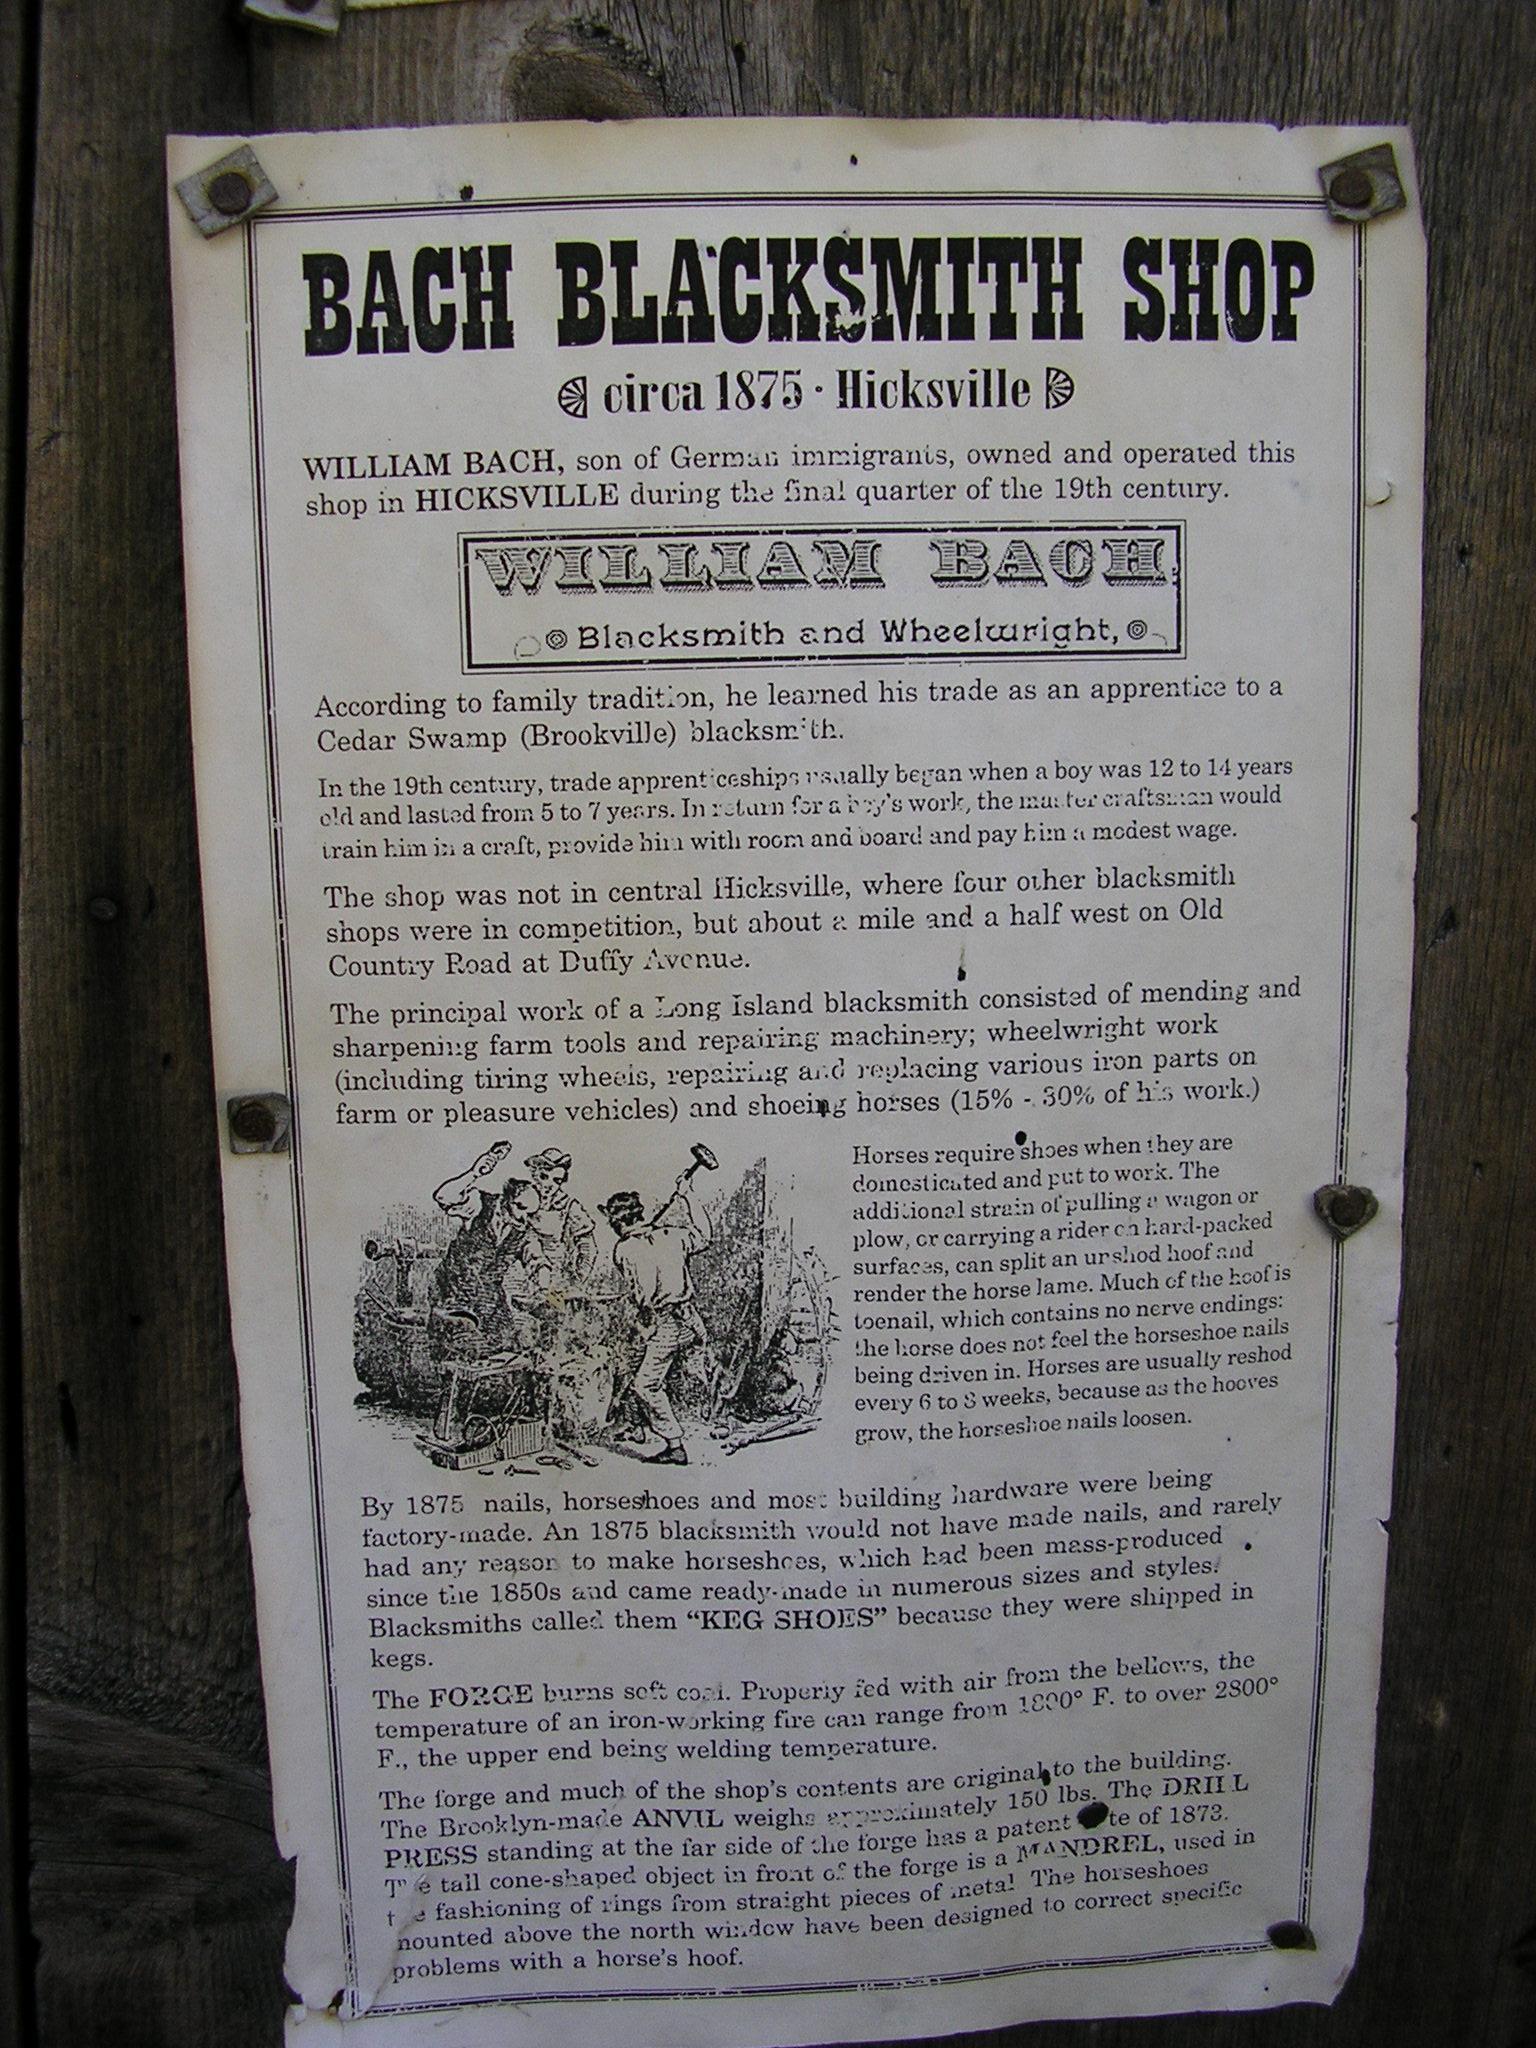 BACH BLACKSMITH SHOP
circa 1875 · Hicksville
WILLIAM BACH, son of German immigrants, owned and operated this
shop in HICKSVILLE during the final quarter of the 19th century.
WILLIAM BACH,
Blacksmith and Wheelwright,
According to family tradition, he learned his trade as an apprentice to a
Cedar Swamp (Brookville) blacksmith.
In the 19th century, trade apprenticeships usually began when a boy was 12 to 14 years
old and lasted from 5 to 7 years. In return for a boy's work, the master craftsman would
train him in a craft, provide him with room and board and pay him a modest wage.
The shop was not in central Hicksville, where four other blacksmith
shops were in competition, but about a mile and a half west on Old
Country Road at Duffy Avenue.
The principal work of a Long Island blacksmith consisted of mending and
sharpening farm tools and repairing machinery; wheelwright work
(including tiring wheels, repairing and replacing various iron parts on
farm or pleasure vehicles) and shoeing horses (15% - 30% of his work.)
Horses require shoes when they are
domesticated and put to work. The
additional strain of pulling a wagon or
plow, or carrying a rider on hard-packed
surfaces, can split an unshod hoof and
render the horse lame. Much of the hoof is
toenail, which contains no nerve endings:
the horse does not feel the horseshoe nails
being driven in. Horses are usually reshod
every 6 to 8 weeks, because as the hooves
grow, the horseshoe nails loosen.
By 1875 nails, horseshoes and most building hardware were being
factory-made. An 1875 blacksmith would not have made nails, and rarely
had any reason to make horseshoes, which had been mass-produced
since the 1850s and came ready-made in numerous sizes and styles.
Blacksmiths called them "KEG SHOES" because they were shipped in
kegs.
The FORGE burns soft coal. Properly fed with air from the bellows, the
temperature of an iron-working fire can range from 1800° F. to over 2800°
F., the upper end being welding temperature.
The forge and much of the shop's contents are original to the building.
The Brooklyn-made ANVIL weighs approximately 150 lbs. The DRILL
PRESS standing at the far side of the forge has a patent date of 1873.
The tall cone-shaped object in front of the forge is a MANDREL, used in
the fashioning of rings from straight pieces of metal. The horseshoes
mounted above the north window have been designed to correct specific
problems with a horse's hoof.